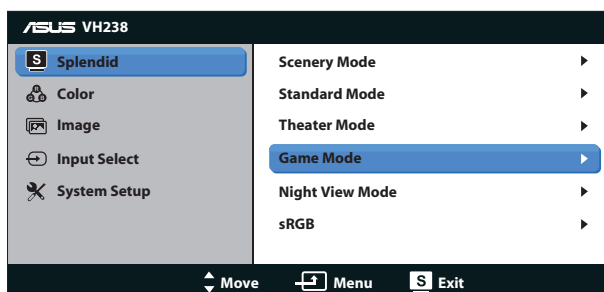 ASUS VH238
S Splendid
Color
Image
Input Select
System Setup
Scenery Mode
Standard Mode
Theater Mode
Game Mode
Night View Mode
sRGB
Move Menu S Exit